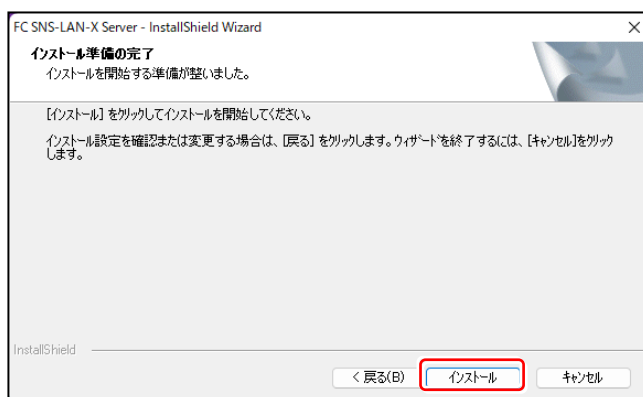 FC SNS-LAN-X Server - InstallShield Wizard
インストール準備の完了
インストールを開始する準備が整いました。
[インストール] をクリックしてインストールを開始してください。
インストール設定を確認または変更する場合は、[戻る] をクリックします。ウィザードを終了するには、[キャンセル]をクリック
します。
InstallShield
< 戻る(B) インストール キャンセル